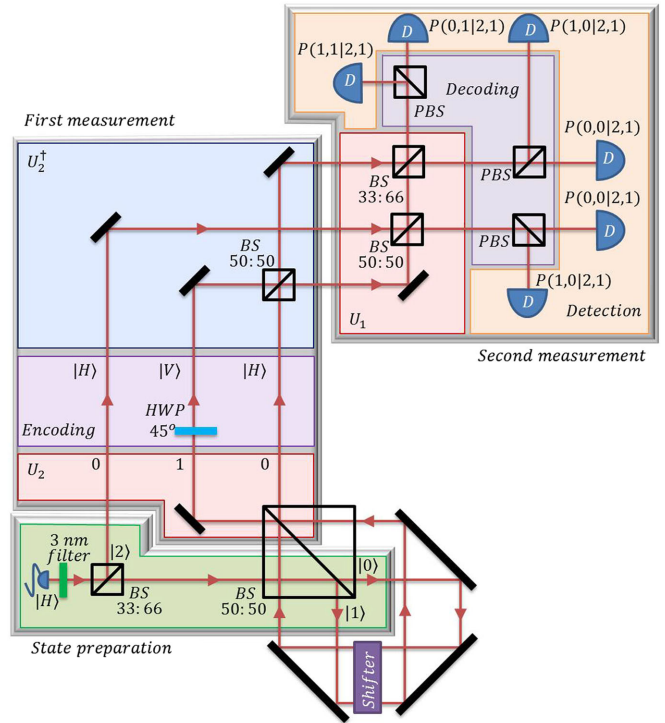 P(0,1|2,1)
P(1,0|2,1)
P(1,1|2,1)
D
D
D
Decoding
PBS
First measurement
U₂†
P(0,0|2,1)
D
BS
33:66
PBS
P(0,0|2,1)
D
BS
50:50
BS
50:50
PBS
D
P(1,0|2,1)
U₁
Detection
Second measurement
|H⟩
|V⟩
|H⟩
HWP
45º
Encoding
U₂
0
1
0
3 nm
filter
|2⟩
|0⟩
|H⟩
BS
33:66
BS
50:50
|1⟩
State preparation
Shifter